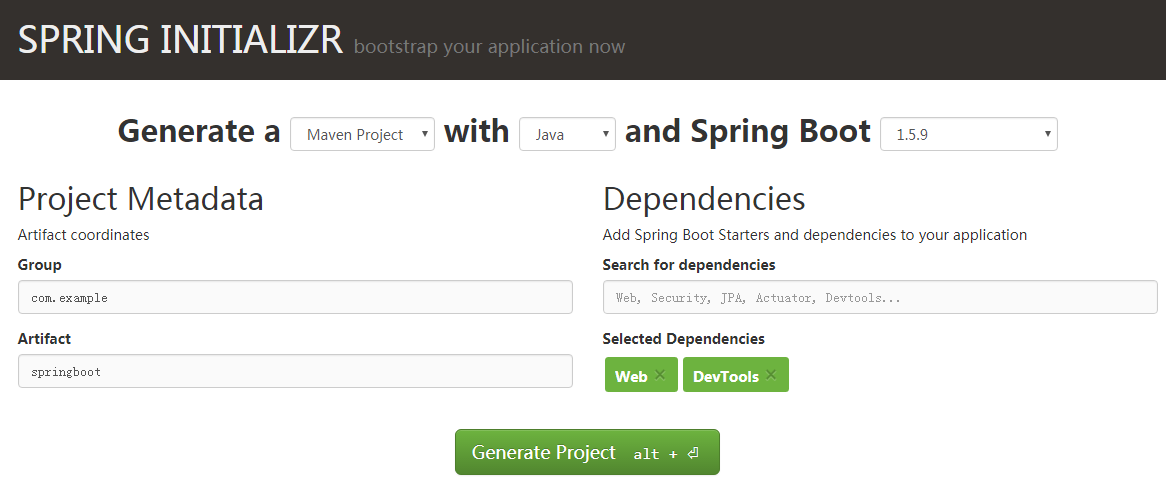 SPRING INITIALIZR bootstrap your application now
Generate a Maven Project with Java and Spring Boot 1.5.9
Project Metadata
Artifact coordinates
Group
com.example
Artifact
springboot
Dependencies
Add Spring Boot Starters and dependencies to your application
Search for dependencies
Web, Security, JPA, Actuator, Devtools...
Selected Dependencies
Web × DevTools ×
Generate Project alt + ⏎